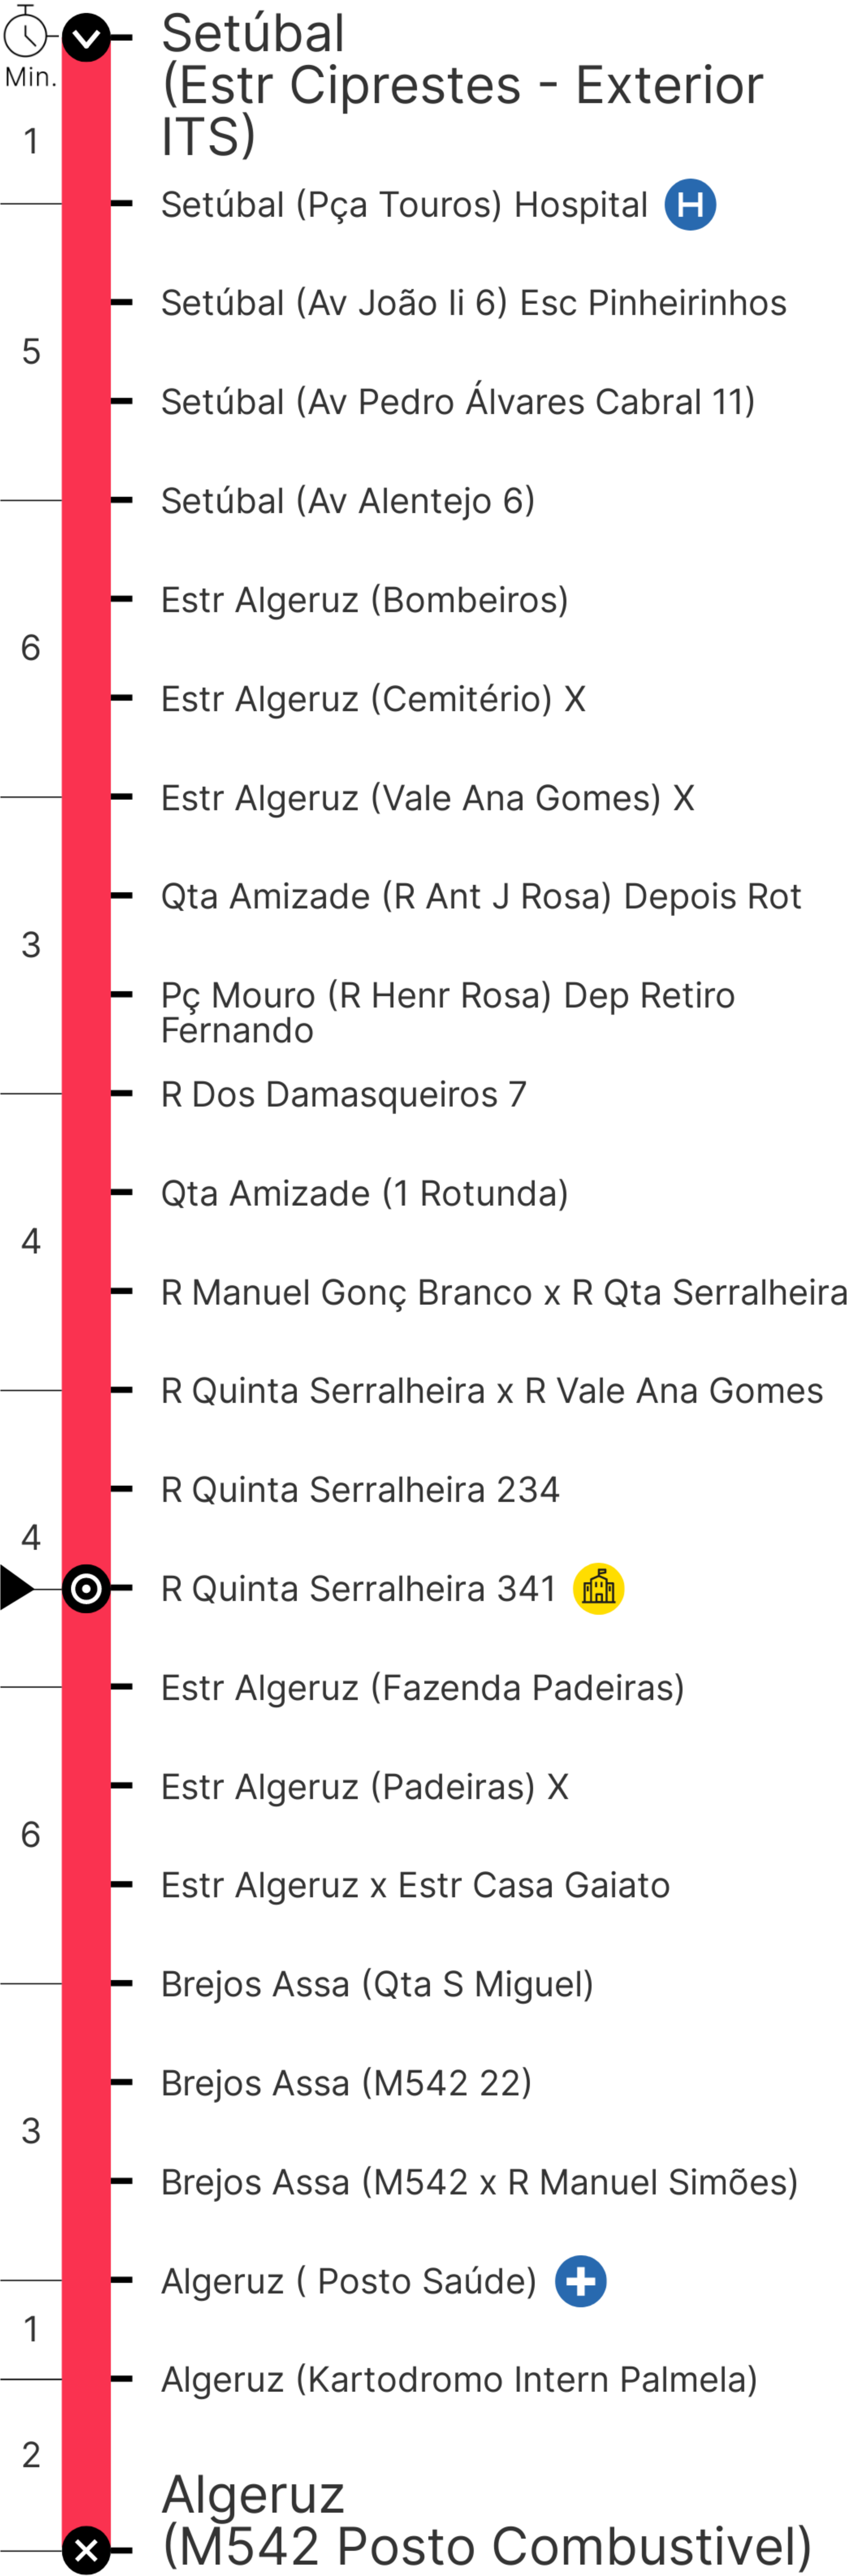 Min.
Setúbal
(Estr Ciprestes - Exterior
ITS)
1
Setúbal (Pça Touros) Hospital H
Setúbal (Av João Ii 6) Esc Pinheirinhos
5
Setúbal (Av Pedro Álvares Cabral 11)
Setúbal (Av Alentejo 6)
Estr Algeruz (Bombeiros)
6
Estr Algeruz (Cemitério) X
Estr Algeruz (Vale Ana Gomes) X
Qta Amizade (R Ant J Rosa) Depois Rot
3
Pç Mouro (R Henr Rosa) Dep Retiro
Fernando
R Dos Damasqueiros 7
Qta Amizade (1 Rotunda)
4
R Manuel Gonç Branco x R Qta Serralheira
R Quinta Serralheira x R Vale Ana Gomes
R Quinta Serralheira 234
4
R Quinta Serralheira 341
Estr Algeruz (Fazenda Padeiras)
Estr Algeruz (Padeiras) X
6
Estr Algeruz x Estr Casa Gaiato
Brejos Assa (Qta S Miguel)
Brejos Assa (M542 22)
3
Brejos Assa (M542 x R Manuel Simões)
Algeruz ( Posto Saúde)
1
Algeruz (Kartodromo Intern Palmela)
2
Algeruz
(M542 Posto Combustivel)